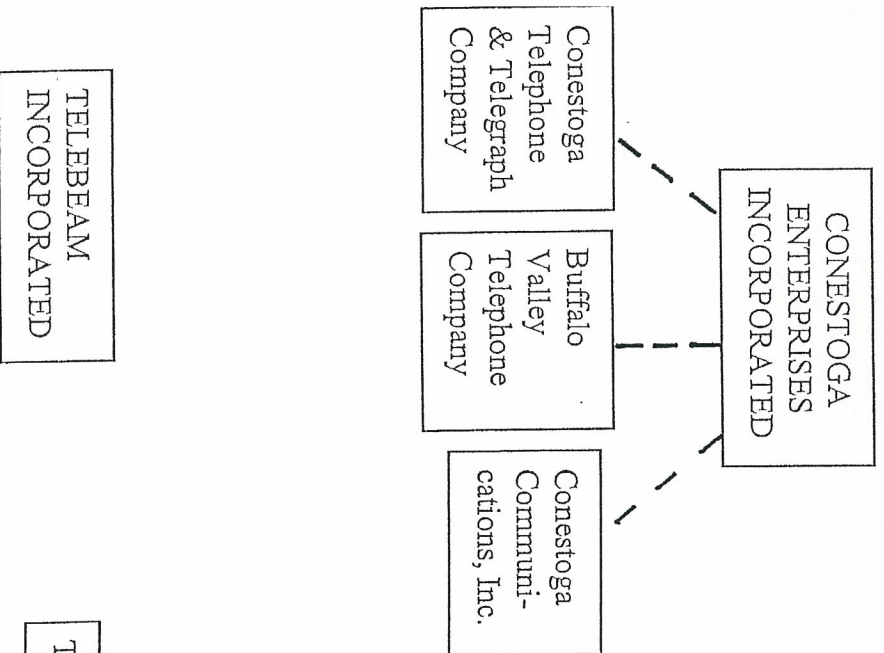 CONESTOGA
ENTERPRISES
INCORPORATED
Conestoga
Telephone
& Telegraph
Company
Buffalo
Valley
Telephone
Company
Conestoga
Communi-
cations, Inc.
TELEBEAM
INCORPORATED